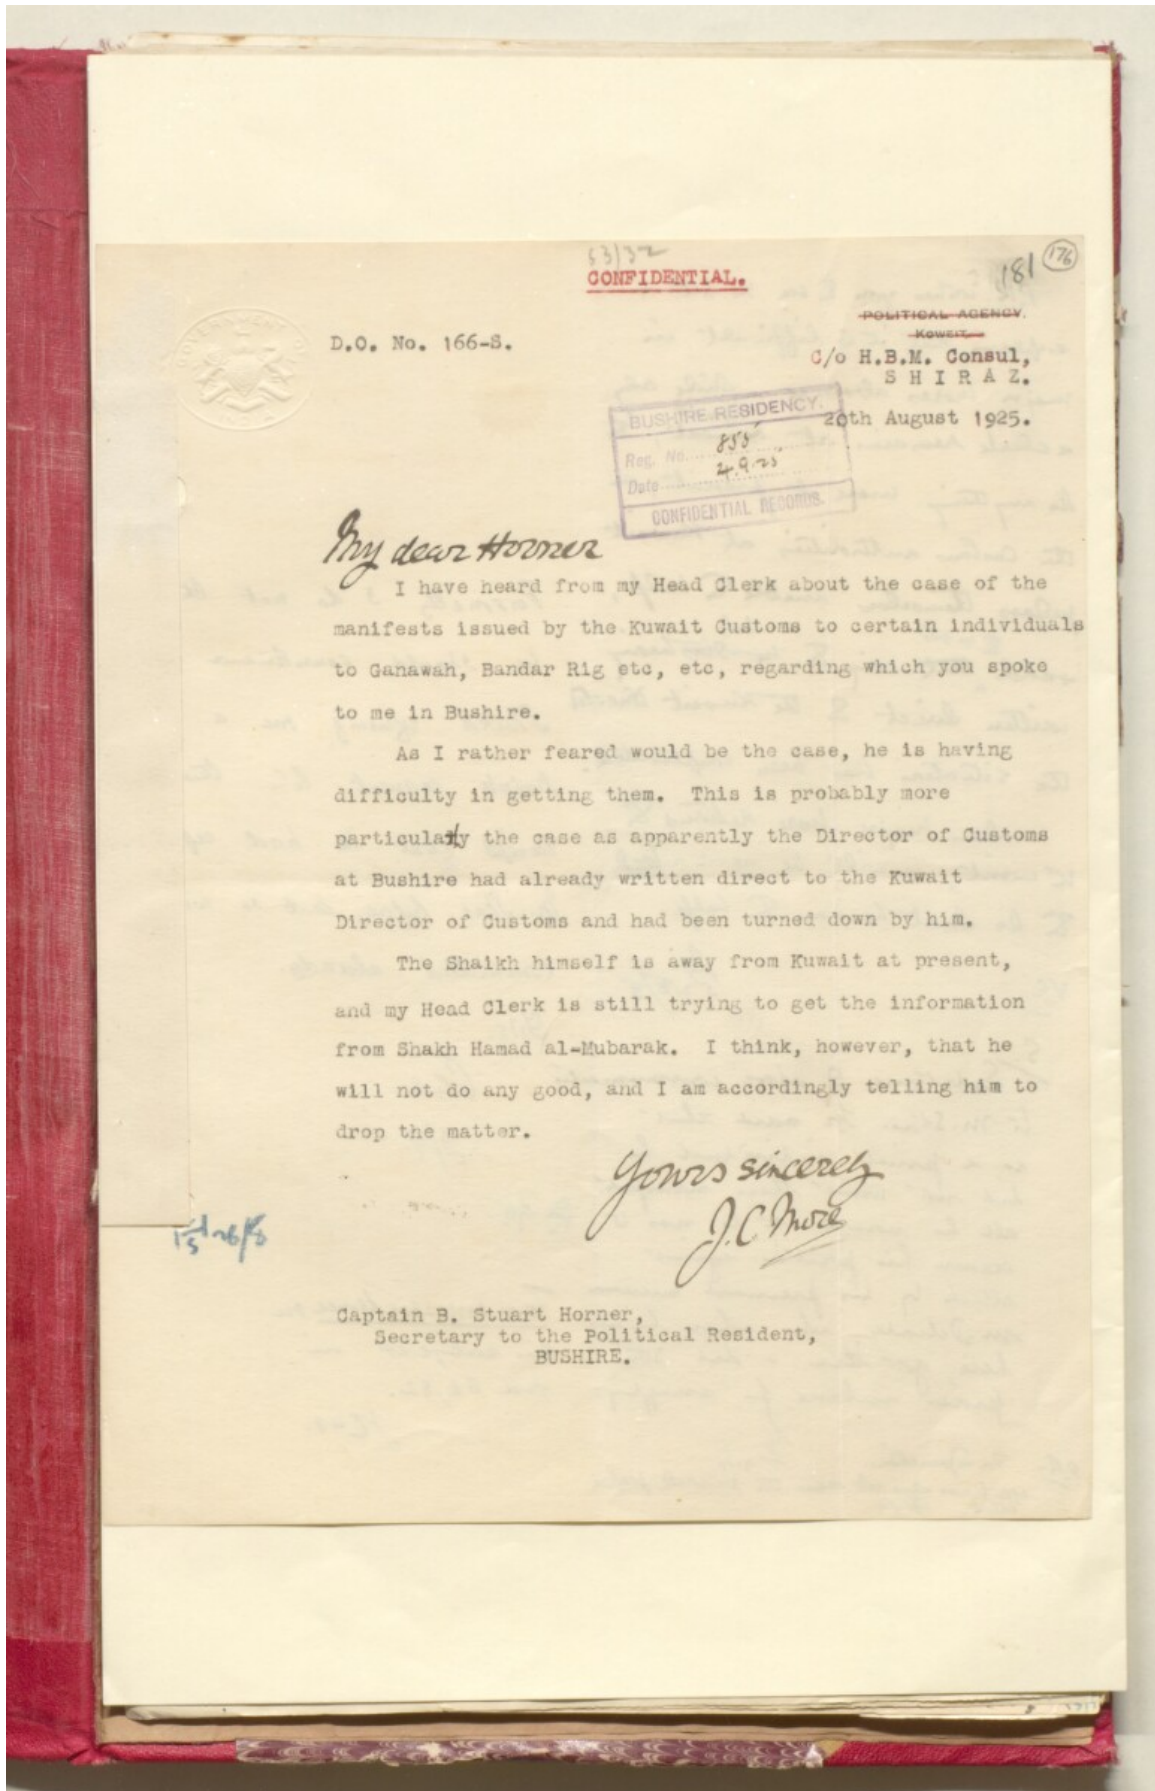 53/32
CONFIDENTIAL.
181 176
POLITICAL AGENCY,
KOWEIT.
D.O. No. 166-S.
C/o H.B.M. Consul,
SHIRAZ.
20th August 1925.
BUSHIRE RESIDENCY.
Reg. No. 855
Date 4.9.25
CONFIDENTIAL RECORDS.
My dear Horner
I have heard from my Head Clerk about the case of the
manifests issued by the Kuwait Customs to certain individuals
to Ganawah, Bandar Rig etc, etc, regarding which you spoke
to me in Bushire.
As I rather feared would be the case, he is having
difficulty in getting them. This is probably more
particularly the case as apparently the Director of Customs
at Bushire had already written direct to the Kuwait
Director of Customs and had been turned down by him.
The Shaikh himself is away from Kuwait at present,
and my Head Clerk is still trying to get the information
from Shakh Hamad al-Mubarak. I think, however, that he
will not do any good, and I am accordingly telling him to
drop the matter.
Yours sincerely
J.C More
Captain B. Stuart Horner,
Secretary to the Political Resident,
BUSHIRE.